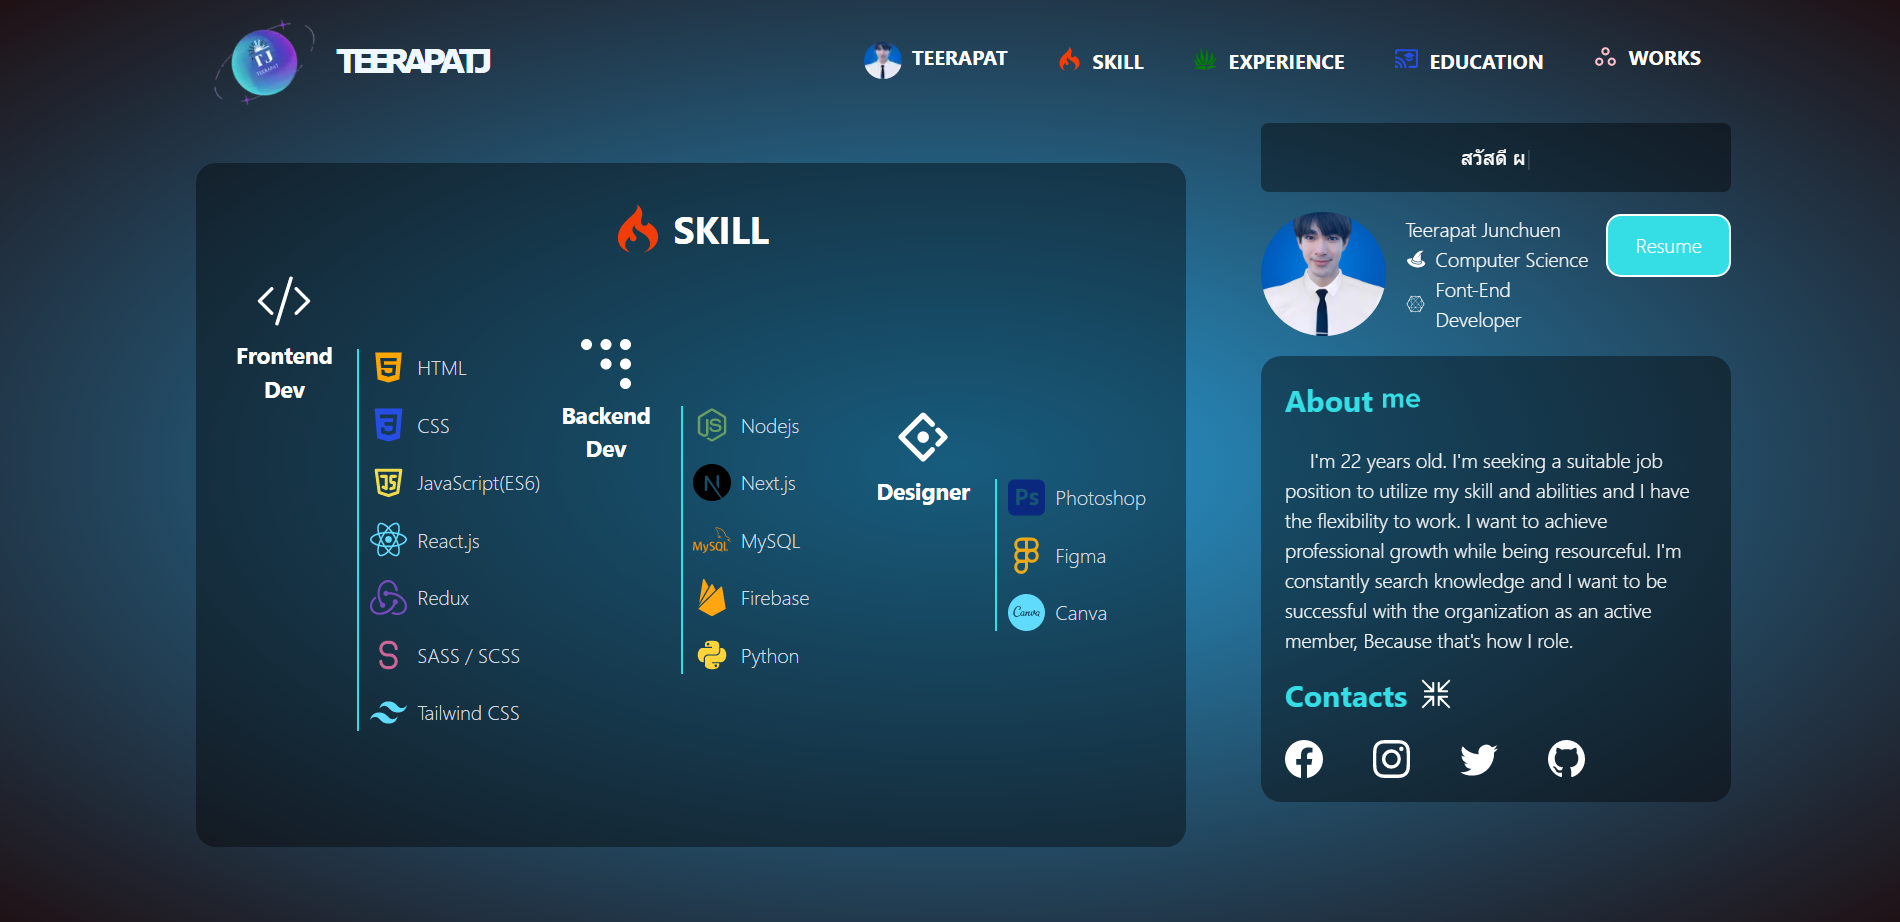 TJ
TEERAPAT
TEERAPATJ
TEERAPAT
SKILL
EXPERIENCE
EDUCATION
WORKS
SKILL
Frontend
Dev
HTML
CSS
JavaScript(ES6)
React.js
Redux
SASS / SCSS
Tailwind CSS
Backend
Dev
Nodejs
Next.js
MySQL
MySQL
Firebase
Python
Designer
Ps
Photoshop
Figma
Canva
Canva
สวัสดี ผ
Teerapat Junchuen
Computer Science
Font-End
Developer
Resume
About me
I'm 22 years old. I'm seeking a suitable job
position to utilize my skill and abilities and I have
the flexibility to work. I want to achieve
professional growth while being resourceful. I'm
constantly search knowledge and I want to be
successful with the organization as an active
member, Because that's how I role.
Contacts